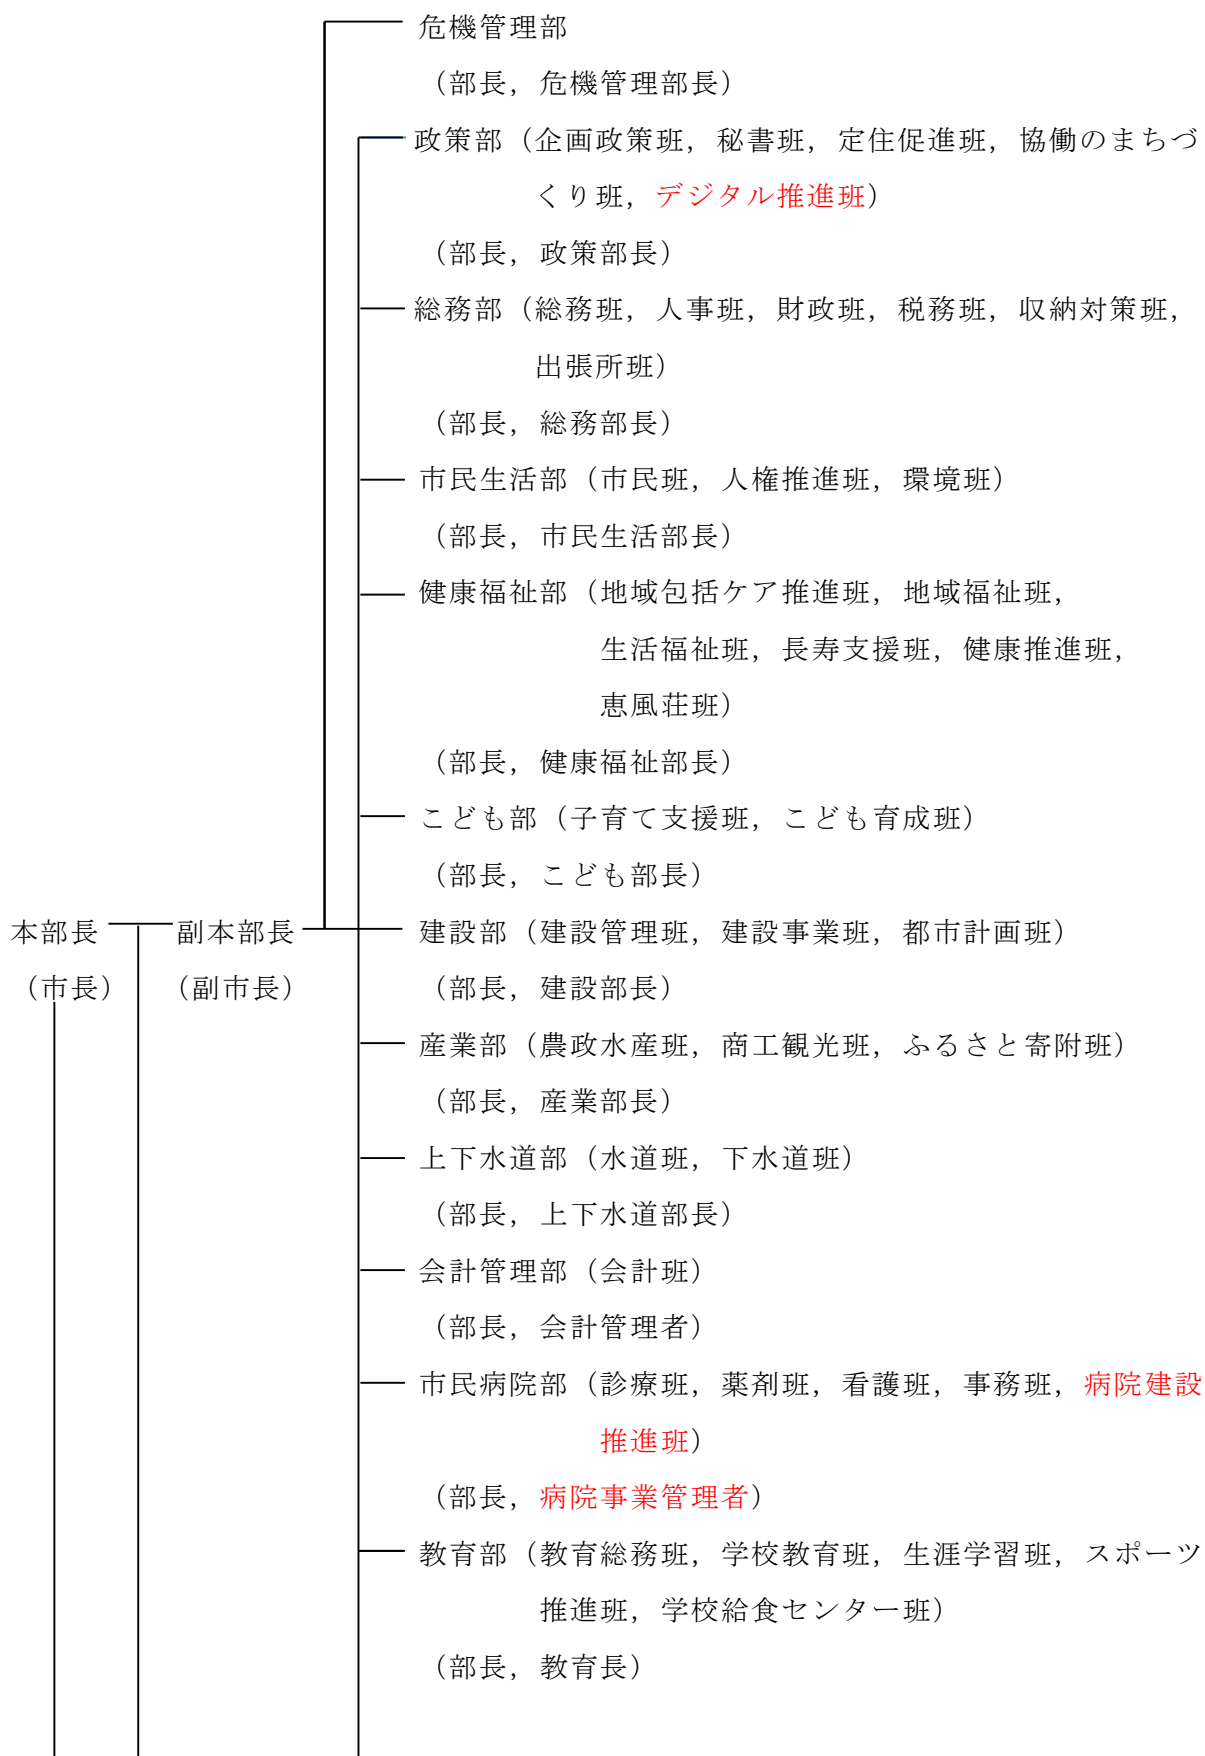 危機管理部
（部長，危機管理部長）
政策部（企画政策班，秘書班，定住促進班，協働のまちづ
くり班，デジタル推進班）
（部長，政策部長）
総務部（総務班，人事班，財政班，税務班，収納対策班，
出張所班）
（部長，総務部長）
市民生活部（市民班，人権推進班，環境班）
（部長，市民生活部長）
健康福祉部（地域包括ケア推進班，地域福祉班，
生活福祉班，長寿支援班，健康推進班，
恵風荘班）
（部長，健康福祉部長）
こども部（子育て支援班，こども育成班）
（部長，こども部長）
本部長 副本部長 建設部（建設管理班，建設事業班，都市計画班）
（市長） （副市長） （部長，建設部長）
産業部（農政水産班，商工観光班，ふるさと寄附班）
（部長，産業部長）
上下水道部（水道班，下水道班）
（部長，上下水道部長）
会計管理部（会計班）
（部長，会計管理者）
市民病院部（診療班，薬剤班，看護班，事務班，病院建設
推進班）
（部長，病院事業管理者）
教育部（教育総務班，学校教育班，生涯学習班，スポーツ
推進班，学校給食センター班）
（部長，教育長）